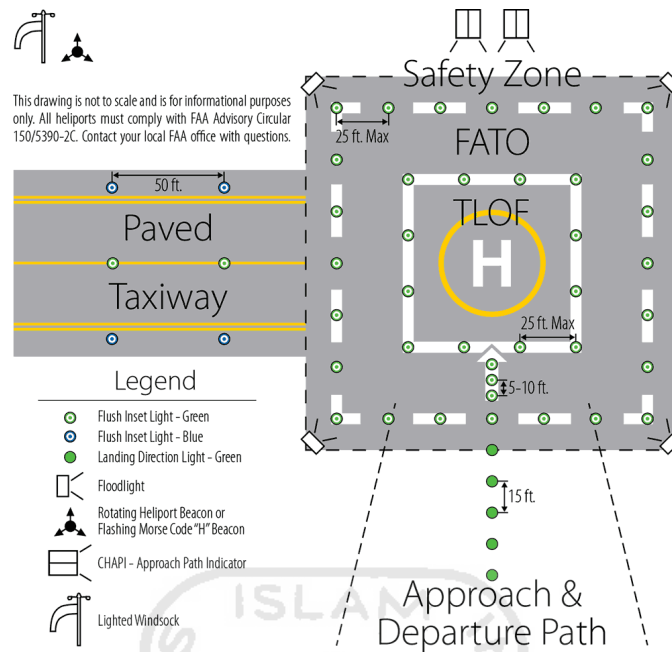 Safety Zone
This drawing is not to scale and is for informational purposes
only. All heliports must comply with FAA Advisory Circular
150/5390-2C. Contact your local FAA office with questions.
25 ft. Max
FATO
50 ft.
TLOF
Paved
H
Taxiway
25 ft. Max
5-10 ft.
Legend
Flush Inset Light - Green
Flush Inset Light - Blue
Landing Direction Light - Green
Floodlight
Rotating Heliport Beacon or
Flashing Morse Code "H" Beacon
CHAPI - Approach Path Indicator
Lighted Windsock
15 ft.
Approach &
Departure Path
ISLAM